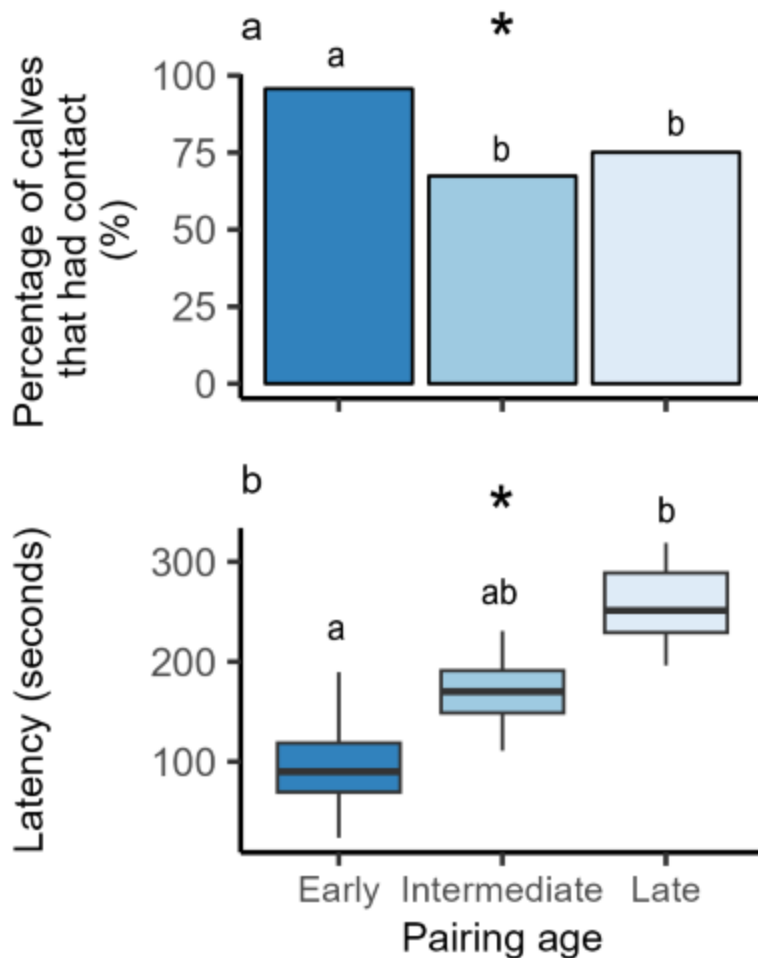 a
*
a
b
b
Percentage of calves
that had contact
(%)
100
75
50
25
0
b
*
a
ab
b
Latency (seconds)
300
200
100
Early Intermediate Late
Pairing age